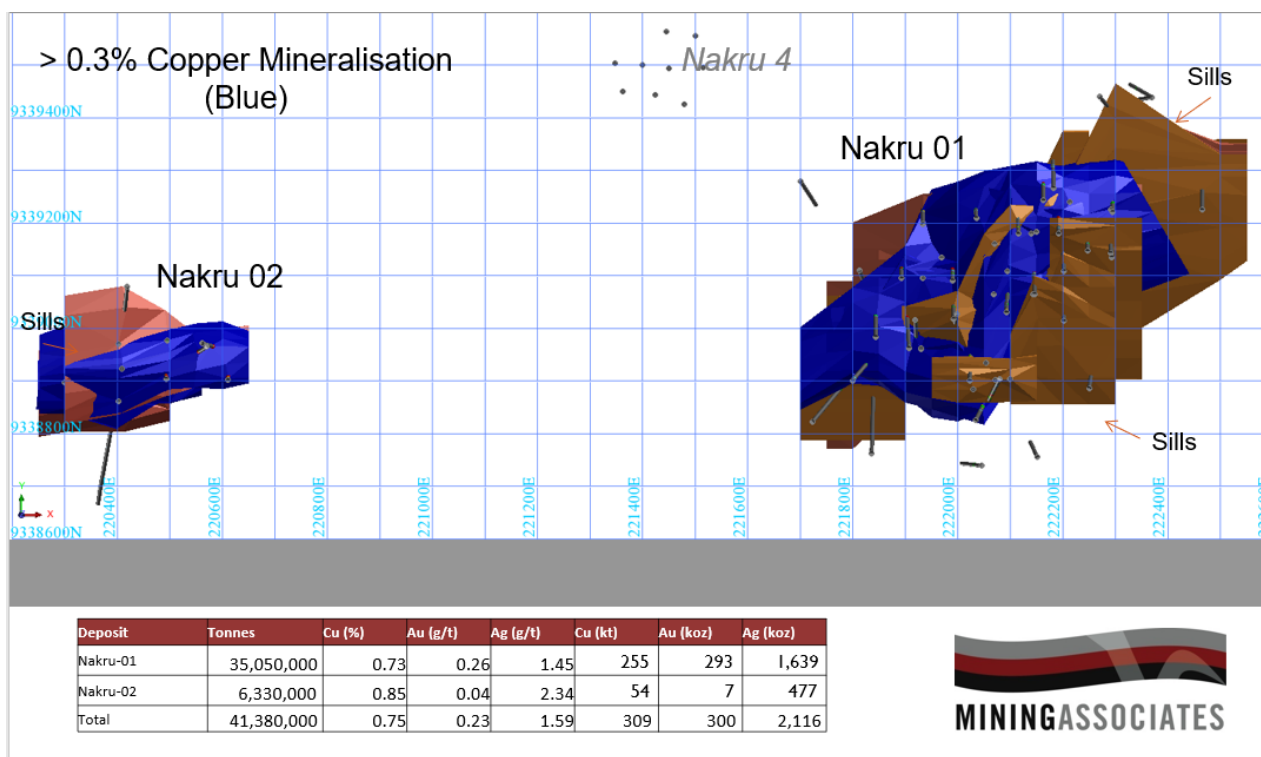 > 0.3% Copper Mineralisation
(Blue)
Nakru 4
Sills
9339400N
Nakru 01
9339200N
Nakru 02
Sills
9338800N
Sills
220400E
220600E
220800E
221000E
221200E
221400E
221600E
221800E
222000E
222200E
222400E
Y
X
9338600N
Deposit Tonnes Cu (%) Au (g/t) Ag (g/t) Cu (kt) Au (koz) Ag (koz)
Nakru-01 35,050,000 0.73 0.26 1.45 255 293 1,639
Nakru-02 6,330,000 0.85 0.04 2.34 54 7 477
Total 41,380,000 0.75 0.23 1.59 309 300 2,116
MININGASSOCIATES